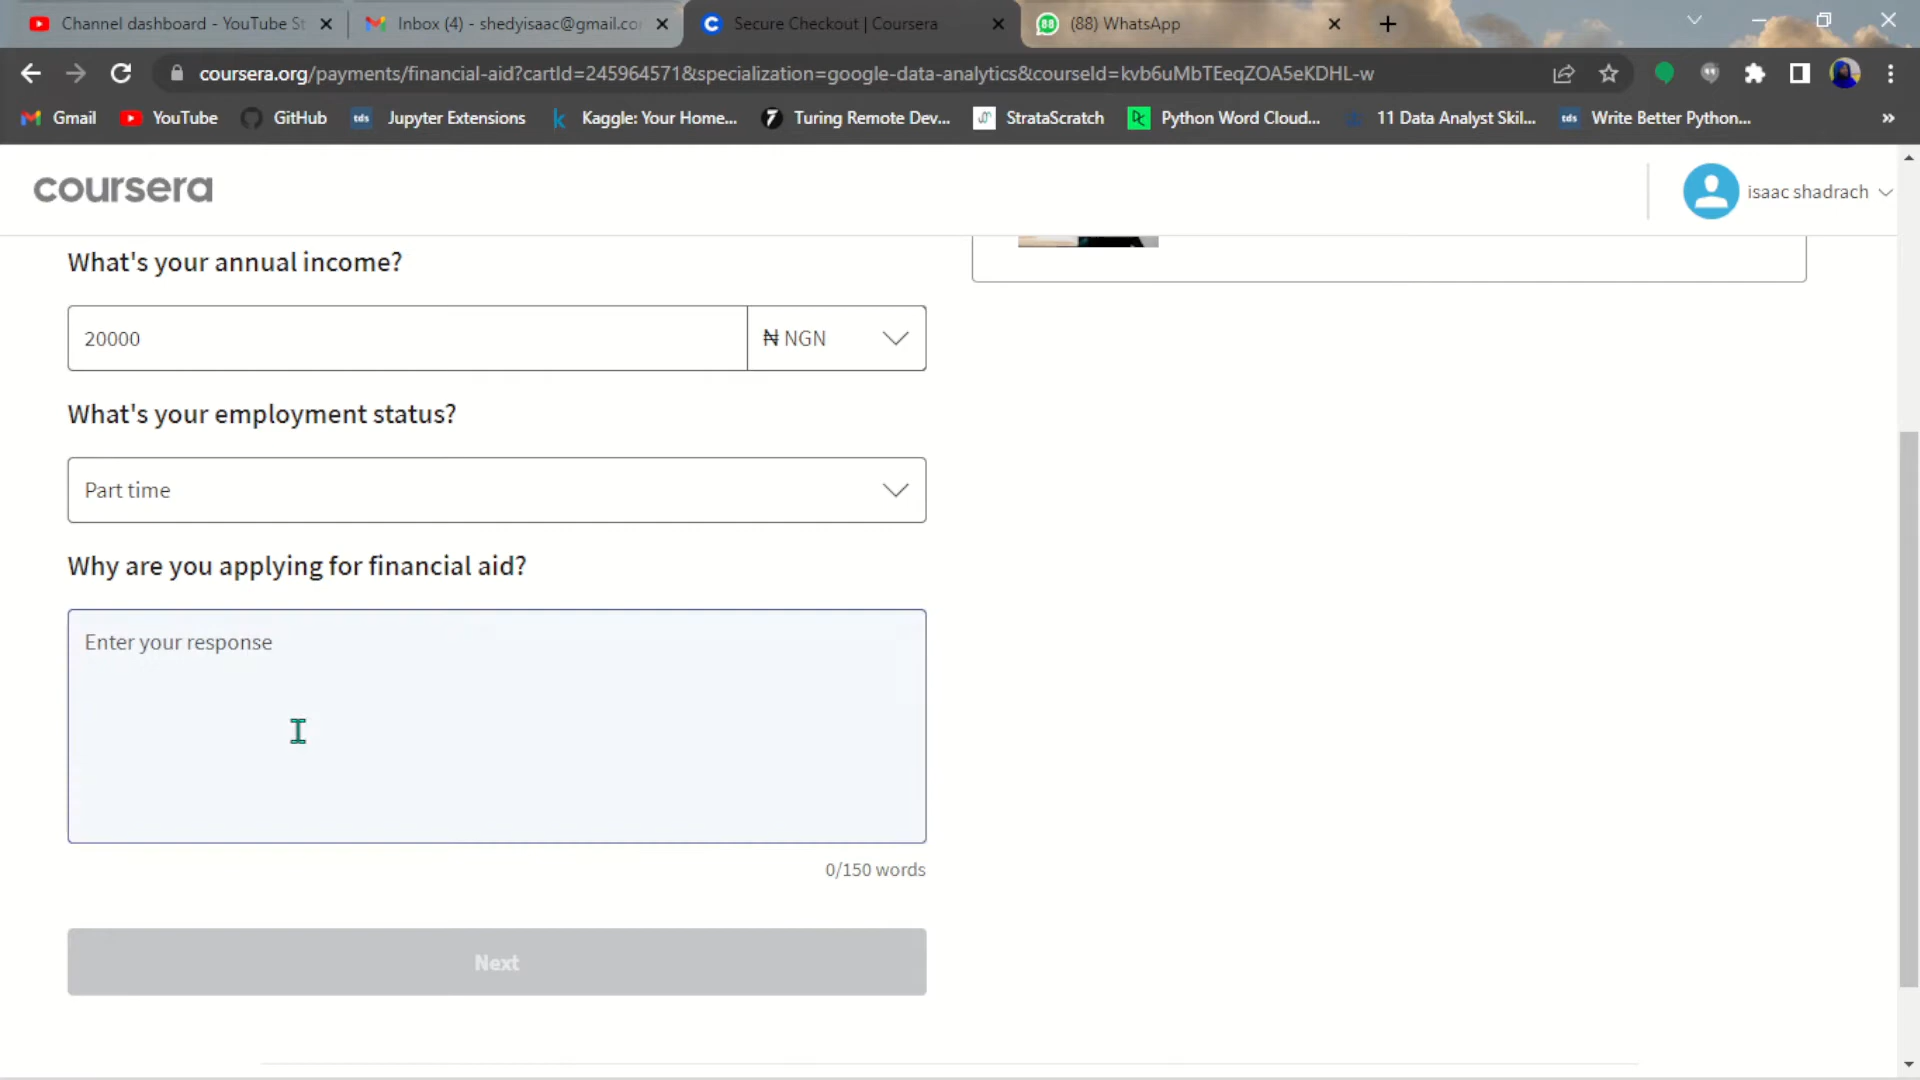 Channel dashboard - YouTube St
Inbox (4) - shedyisaac@gmail.co
Secure Checkout | Coursera
88 (88) WhatsApp
coursera.org/payments/financial-aid?cartId=245964571&specialization=google-data-analytics&courseId=kvb6uMbTEeqZOA5eKDHL-w
Gmail YouTube GitHub tds Jupyter Extensions k Kaggle: Your Home... Turing Remote Dev... StrataScratch Python Word Cloud... 11 Data Analyst Skil... tds Write Better Python... »
coursera
isaac shadrach
What's your annual income?
20000
₦ NGN
What's your employment status?
Part time
Why are you applying for financial aid?
Enter your response
0/150 words
Next